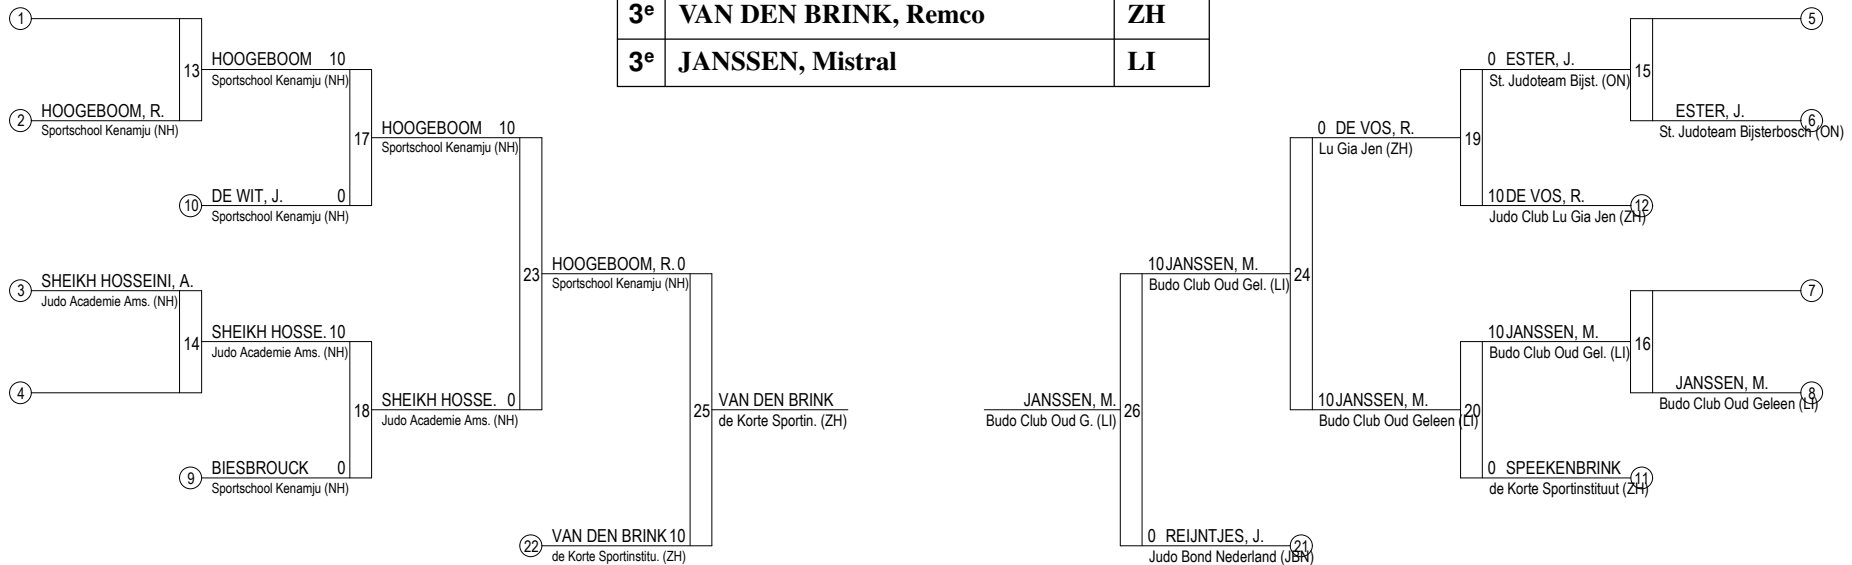 3e VAN DEN BRINK, Remco ZH
3e JANSSEN, Mistral LI
1
13
HOOGEBOOM 10
Sportschool Kenamju (NH)
2
HOOGEBOOM, R.
Sportschool Kenamju (NH)
17
HOOGEBOOM 10
Sportschool Kenamju (NH)
10
DE WIT, J. 0
Sportschool Kenamju (NH)
3
SHEIKH HOSSEINI, A.
Judo Academie Ams. (NH)
14
SHEIKH HOSSE. 10
Judo Academie Ams. (NH)
4
18
SHEIKH HOSSE. 0
Judo Academie Ams. (NH)
9
BIESBROUCK 0
Sportschool Kenamju (NH)
23
HOOGEBOOM, R. 0
Sportschool Kenamju (NH)
25
VAN DEN BRINK
de Korte Sportin. (ZH)
22
VAN DEN BRINK 10
de Korte Sportinstitu. (ZH)
5
15
0 ESTER, J.
St. Judoteam Bijst. (ON)
ESTER, J.
6
St. Judoteam Bijsterbosch (ON)
19
0 DE VOS, R.
Lu Gia Jen (ZH)
10 DE VOS, R.
12
Judo Club Lu Gia Jen (ZH)
24
10 JANSSEN, M.
Budo Club Oud Gel. (LI)
7
16
10 JANSSEN, M.
Budo Club Oud Gel. (LI)
JANSSEN, M.
8
Budo Club Oud Geleen (LI)
20
10 JANSSEN, M.
Budo Club Oud Geleen (LI)
0 SPEEKENBRINK
11
de Korte Sportinstituut (ZH)
26
JANSSEN, M.
Budo Club Oud G. (LI)
0 REIJNTJES, J.
21
Judo Bond Nederland (JBN)